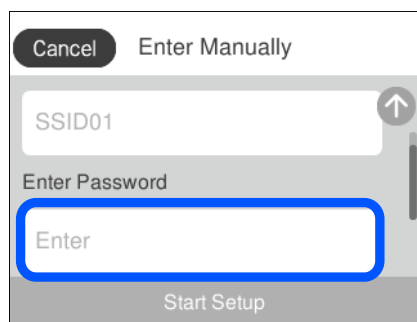 Cancel Enter Manually
SSID01
Enter Password
Enter
Start Setup